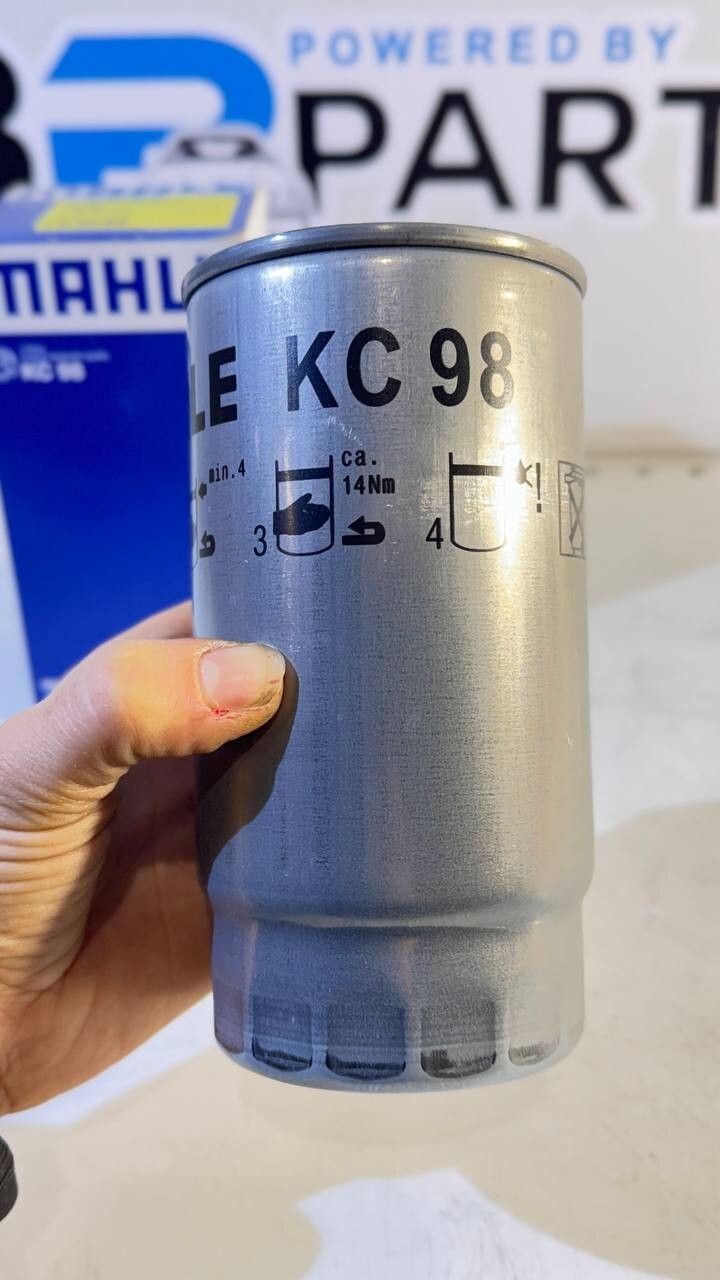 POWERED BY
PART
MAHL
KC 98
LE KC 98
min.4
ca.
14Nm
3
4 !